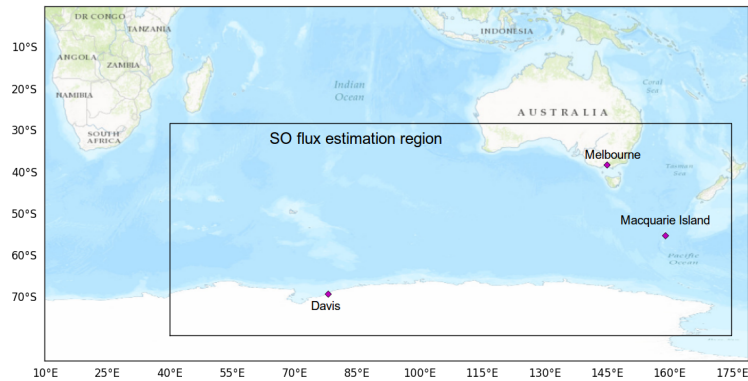 DR CONGO
TANZANIA
INDONESIA
10°S
ANGOLA
ZAMBIA
20°S
Indian
Ocean
Coral
Sea
NAMIBIA
AUSTRALIA
30°S
SOUTH
AFRICA
SO flux estimation region
40°S
Melbourne
Tasman
Sea
50°S
Macquarie Island
60°S
Pacific
Ocean
70°S
Davis
10°E 25°E 40°E 55°E 70°E 85°E 100°E 115°E 130°E 145°E 160°E 175°E